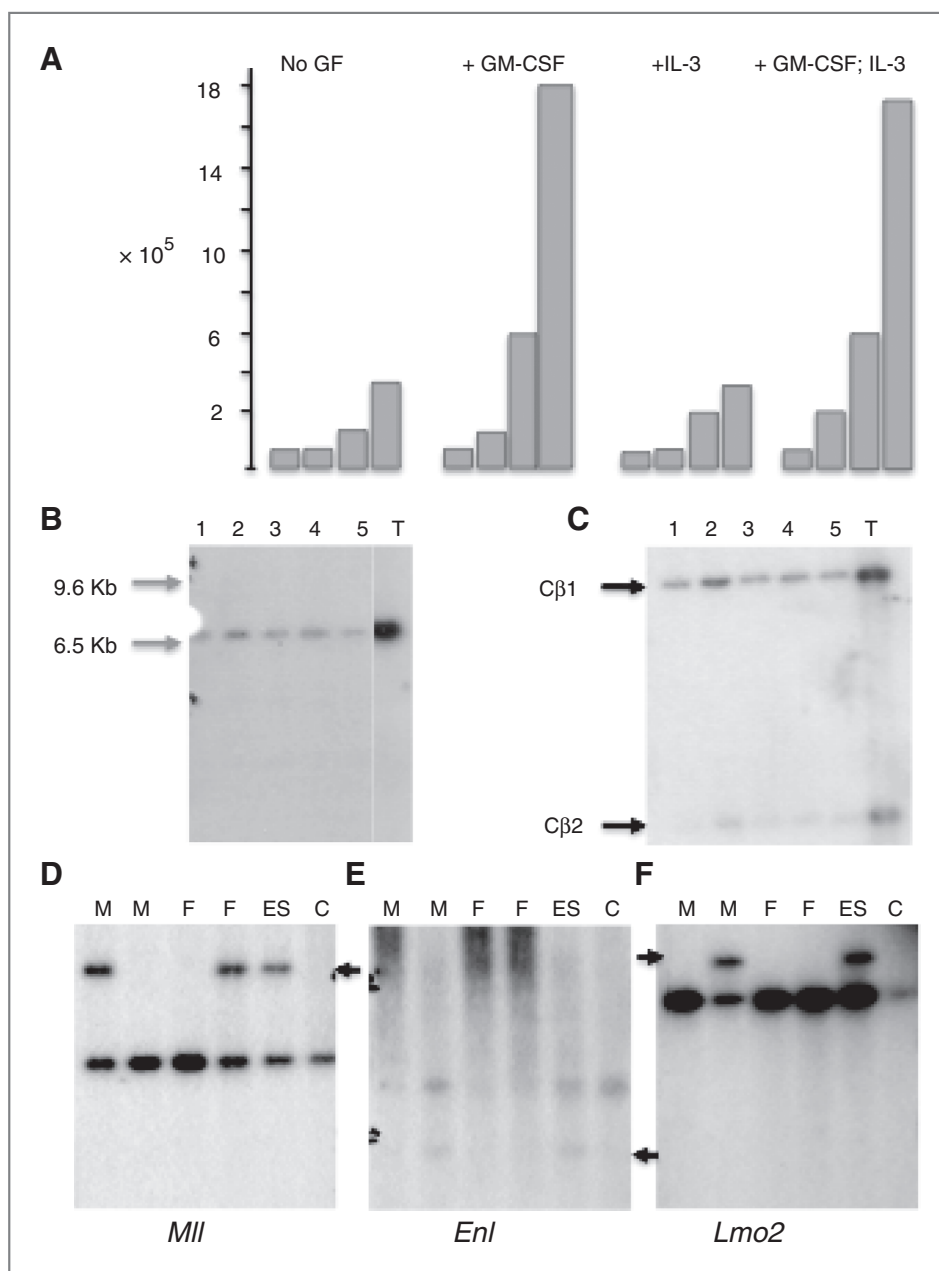 A
No GF + GM-CSF +IL-3 + GM-CSF; IL-3
18
14
× 10⁵ 10
6
2
B
1 2 3 4 5 T
9.6 Kb
6.5 Kb
C
1 2 3 4 5 T
Cβ1
Cβ2
D
M M F F ES C
Mll
E
M M F F ES C
Enl
F
M M F F ES C
Lmo2